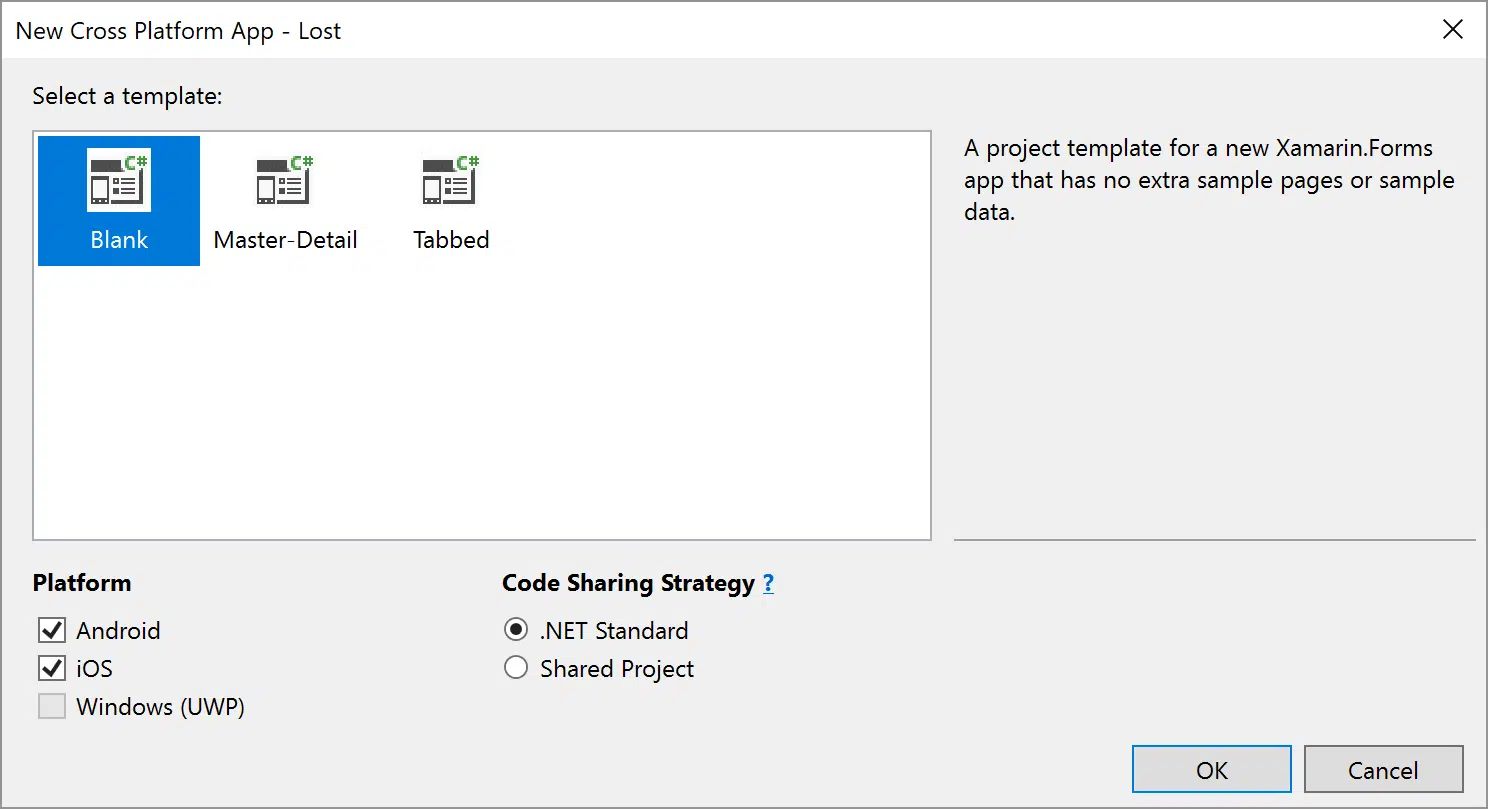 New Cross Platform App - Lost
Select a template:
C#
C#
C#
Blank
Master-Detail
Tabbed
A project template for a new Xamarin.Forms
app that has no extra sample pages or sample
data.
Platform
Android
iOS
Windows (UWP)
Code Sharing Strategy ?
.NET Standard
Shared Project
OK
Cancel